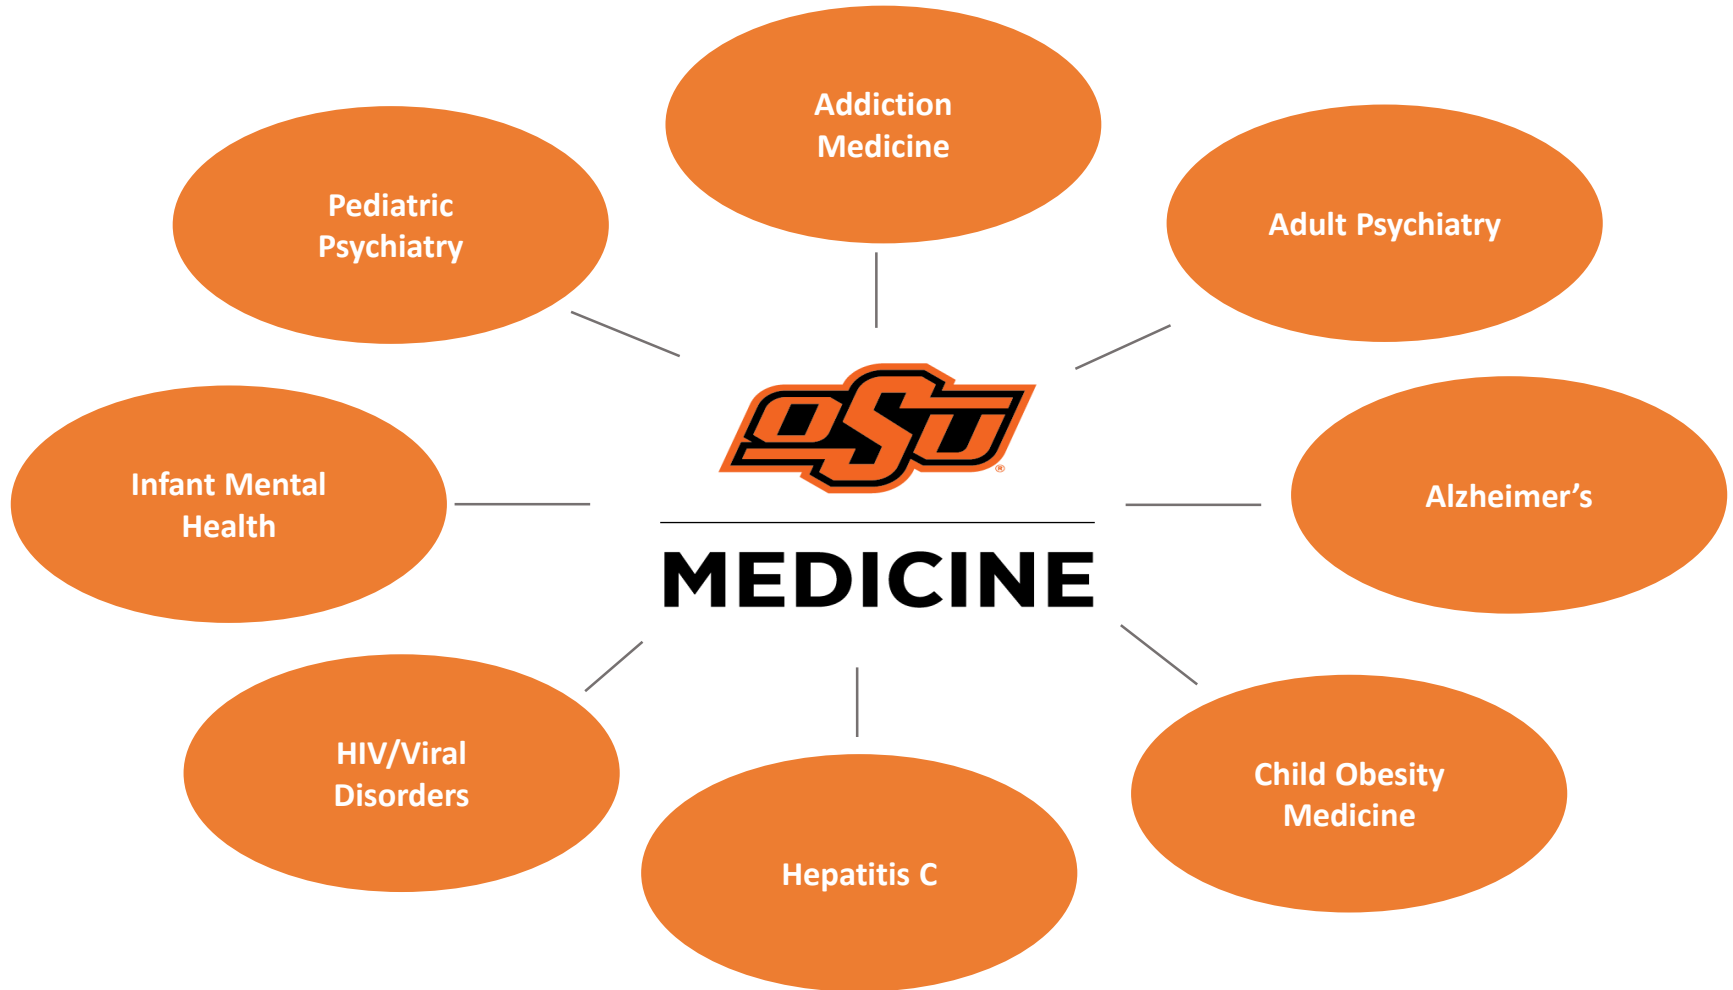 Addiction
Medicine
Pediatric
Psychiatry
Adult Psychiatry
OSU
®
MEDICINE
Infant Mental
Health
Alzheimer’s
HIV/Viral
Disorders
Child Obesity
Medicine
Hepatitis C